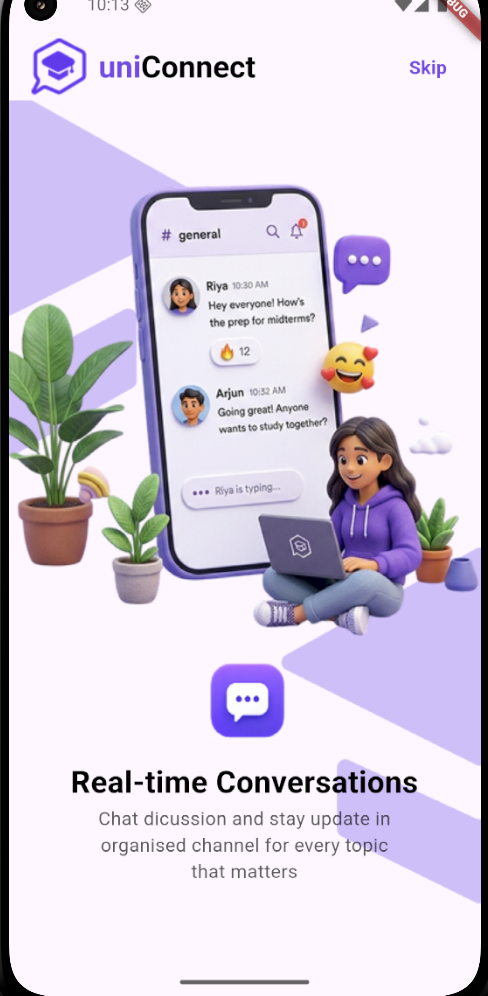 10:13
uniConnect
Skip
# general
Riya 10:30 AM
Hey everyone! How's
the prep for midterms?
🔥 12
Arjun 10:32 AM
Going great! Anyone
wants to study together?
Riya is typing...
Real-time Conversations
Chat dicussion and stay update in
organised channel for every topic
that matters